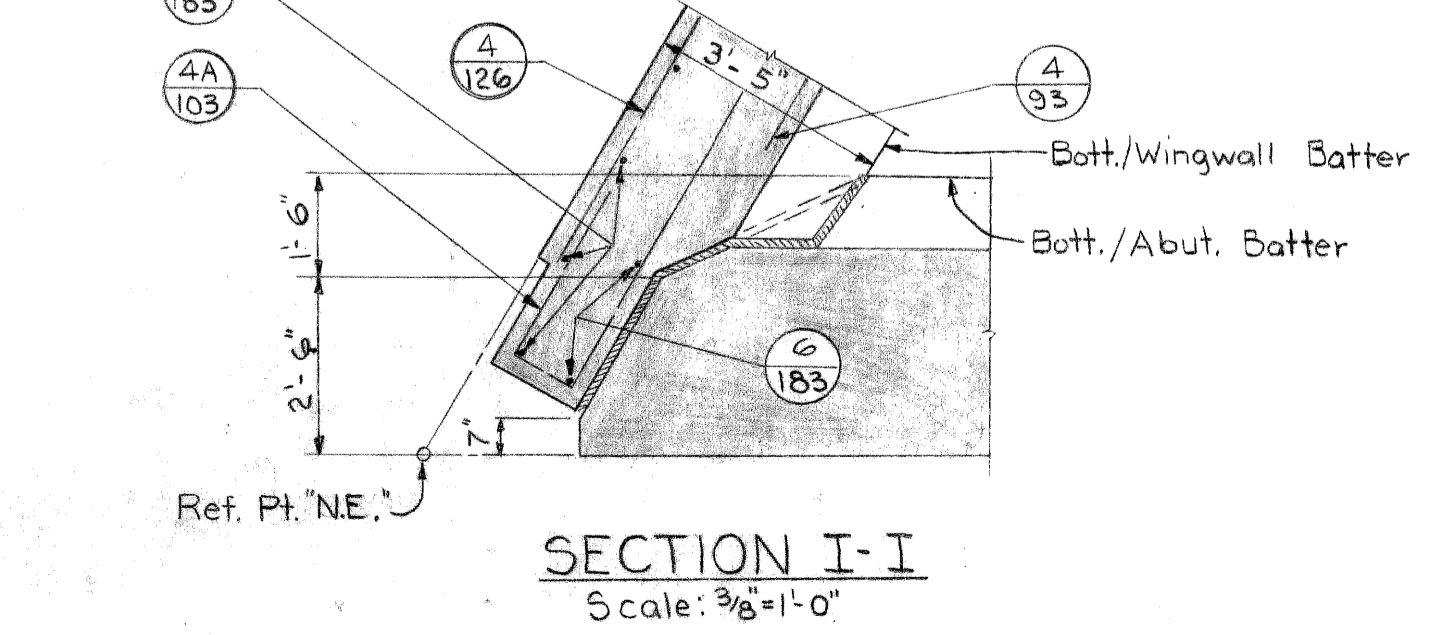 183
4
126
4A
103
3'-5"
4
93
Bott./Wingwall Batter
Bott./Abut. Batter
1'-6"
2'-6"
7"
6
183
Ref. Pt. "N.E."
SECTION I-I
Scale: 3/8"=1'-0"